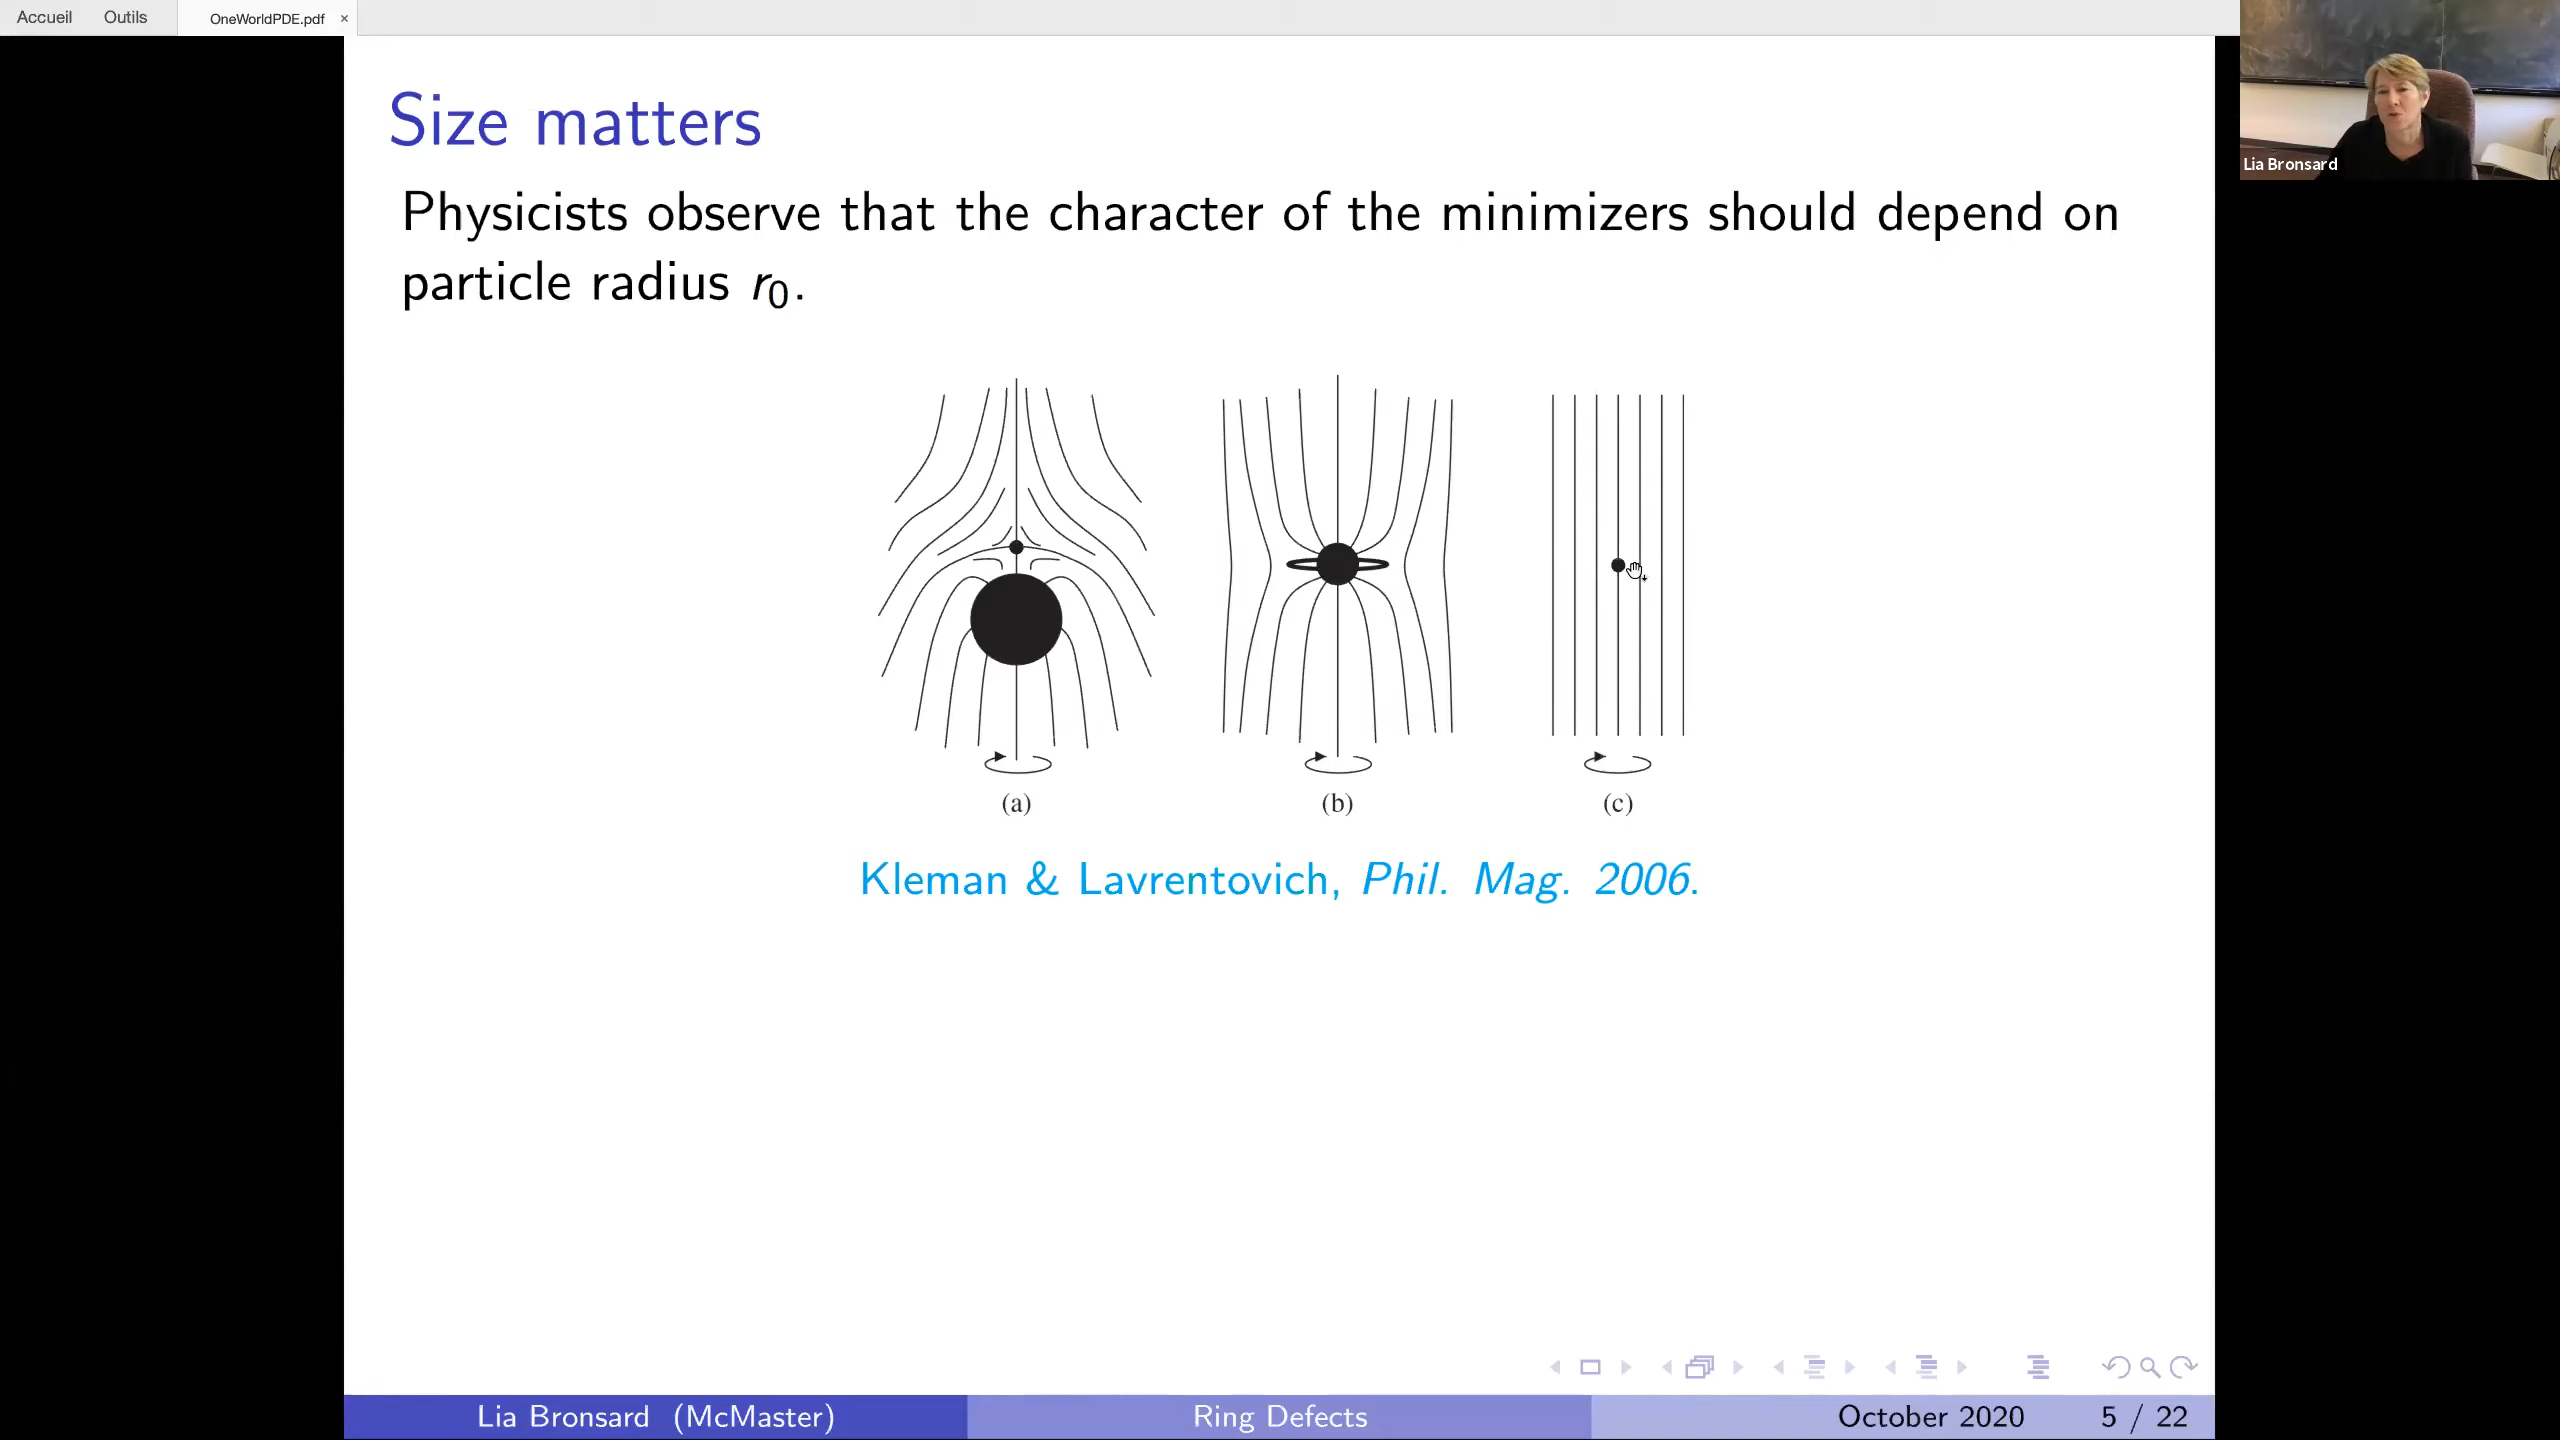 Accueil Outils OneWorldPDE.pdf ×
Lia Bronsard
Size matters
Physicists observe that the character of the minimizers should depend on
particle radius r₀.
(a) (b) (c)
Kleman & Lavrentovich, Phil. Mag. 2006.
Lia Bronsard (McMaster) Ring Defects October 2020 5 / 22